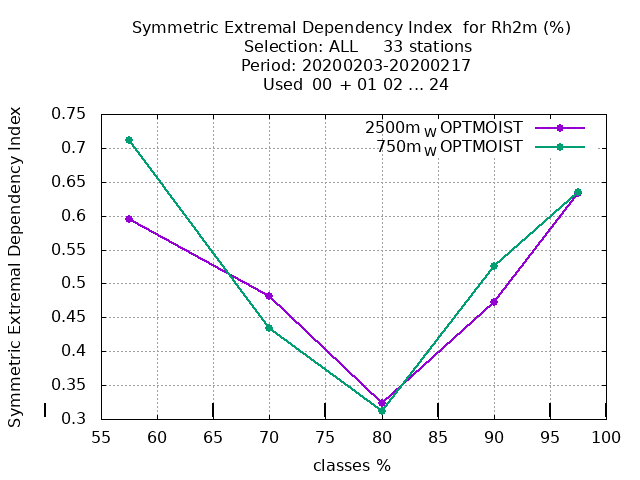 Symmetric Extremal Dependency Index  for Rh2m (%)
Selection: ALL     33 stations
Period: 20200203-20200217
Used  00 + 01 02 ... 24
Symmetric Extremal Dependency Index
0.75
0.7
0.65
0.6
0.55
0.5
0.45
0.4
0.35
0.3
2500m W OPTMOIST
750m W OPTMOIST
55 60 65 70 75 80 85 90 95 100
classes %